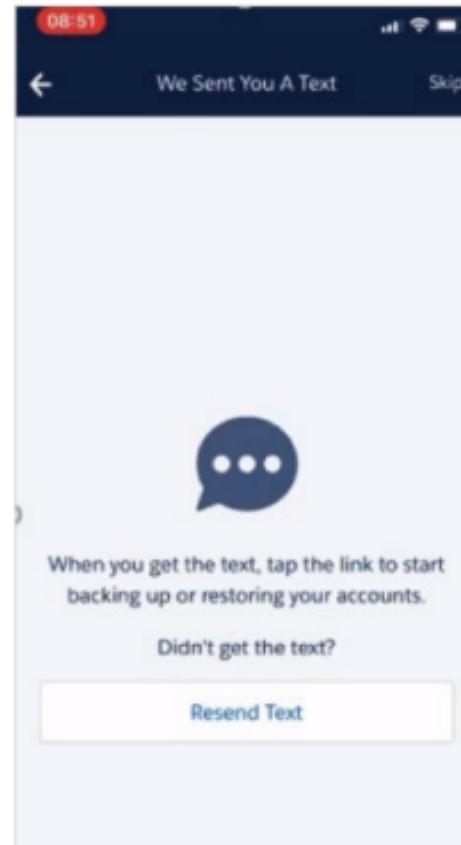 08:51
We Sent You A Text
Skip
When you get the text, tap the link to start
backing up or restoring your accounts.
Didn't get the text?
Resend Text